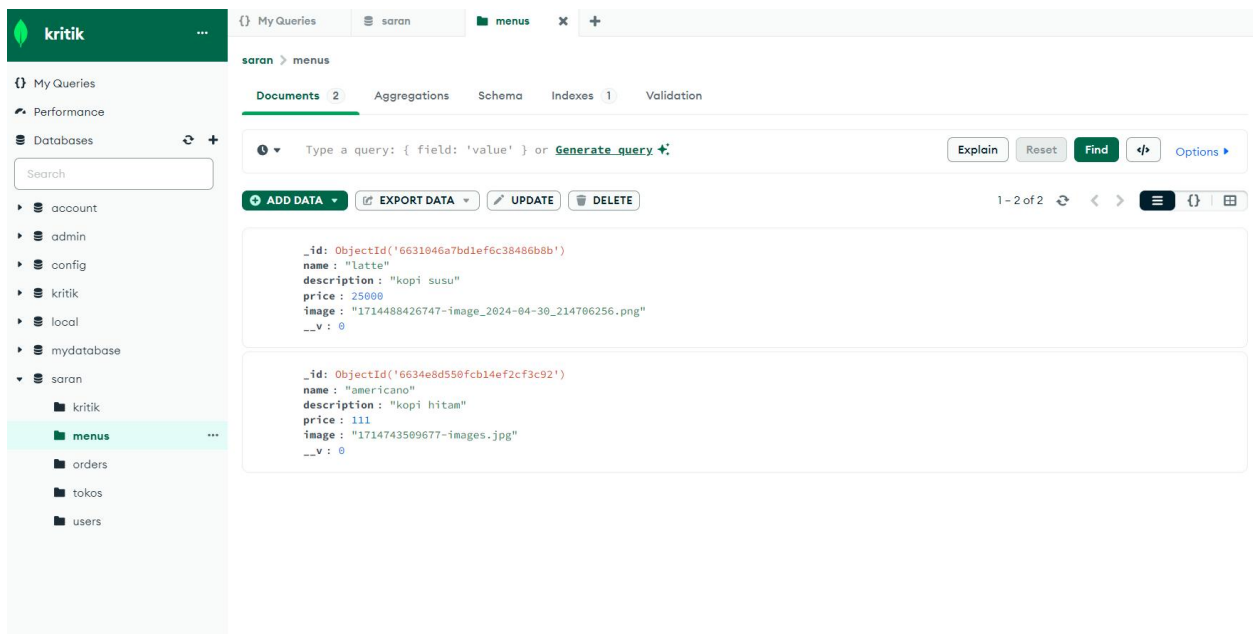 kritik
{} My Queries
saran
menus
saran > menus
{} My Queries
Performance
Databases
Search
account
admin
config
kritik
local
mydatabase
saran
kritik
menus
orders
tokos
users
Documents 2 Aggregations Schema Indexes 1 Validation
Type a query: { field: 'value' } or Generate query
Explain Reset Find </> Options
ADD DATA EXPORT DATA UPDATE DELETE
1 – 2 of 2
{}
_id: ObjectId('6631046a7bd1ef6c38486b8b')
name : "latte"
description : "kopi susu"
price : 25000
image : "1714488426747-image_2024-04-30_214706256.png"
__v : 0
_id: ObjectId('6634e8d550fcb14ef2cf3c92')
name : "americano"
description : "kopi hitam"
price : 111
image : "1714743509677-images.jpg"
__v : 0